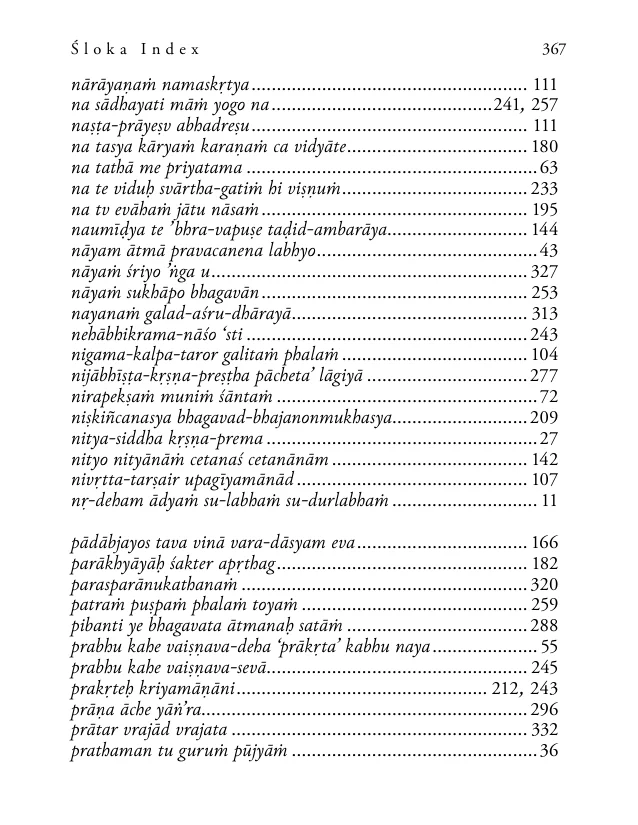 Śloka Index 367
nārāyaṇaṁ namaskṛtya 111
na sādhayati māṁ yogo na 241, 257
naṣṭa-prāyeṣv abhadreṣu 111
na tasya kāryaṁ karaṇaṁ ca vidyāte 180
na tathā me priyatama 63
na te viduḥ svārtha-gatiṁ hi viṣṇuṁ 233
na tv evāhaṁ jātu nāsaṁ 195
naumīḍya te ’bhra-vapuṣe taḍid-ambarāya 144
nāyam ātmā pravacanena labhyo 43
nāyaṁ śriyo ’ṅga u 327
nāyaṁ sukhāpo bhagavān 253
nayanaṁ galad-aśru-dhārayā 313
nehābhikrama-nāśo ‘sti 243
nigama-kalpa-taror galitaṁ phalaṁ 104
nijābhīṣṭa-kṛṣṇa-preṣṭha pācheta’ lāgiyā 277
nirapekṣaṁ muniṁ śāntaṁ 72
niṣkiñcanasya bhagavad-bhajanonmukhasya 209
nitya-siddha kṛṣṇa-prema 27
nityo nityānāṁ cetanaś cetanānām 142
nivṛtta-tarṣair upagīyamānād 107
nṛ-deham ādyaṁ su-labhaṁ su-durlabhaṁ 11
pādābjayos tava vinā vara-dāsyam eva 166
parākhyāyāḥ śakter apṛthag 182
parasparānukathanaṁ 320
patraṁ puṣpaṁ phalaṁ toyaṁ 259
pibanti ye bhagavata ātmanaḥ satāṁ 288
prabhu kahe vaiṣṇava-deha ‘prākṛta’ kabhu naya 55
prabhu kahe vaiṣṇava-sevā 245
prakṛteḥ kriyamāṇāni 212, 243
prāṇa āche yāṅ’ra 296
prātar vrajād vrajata 332
prathaman tu guruṁ pūjyāṁ 36